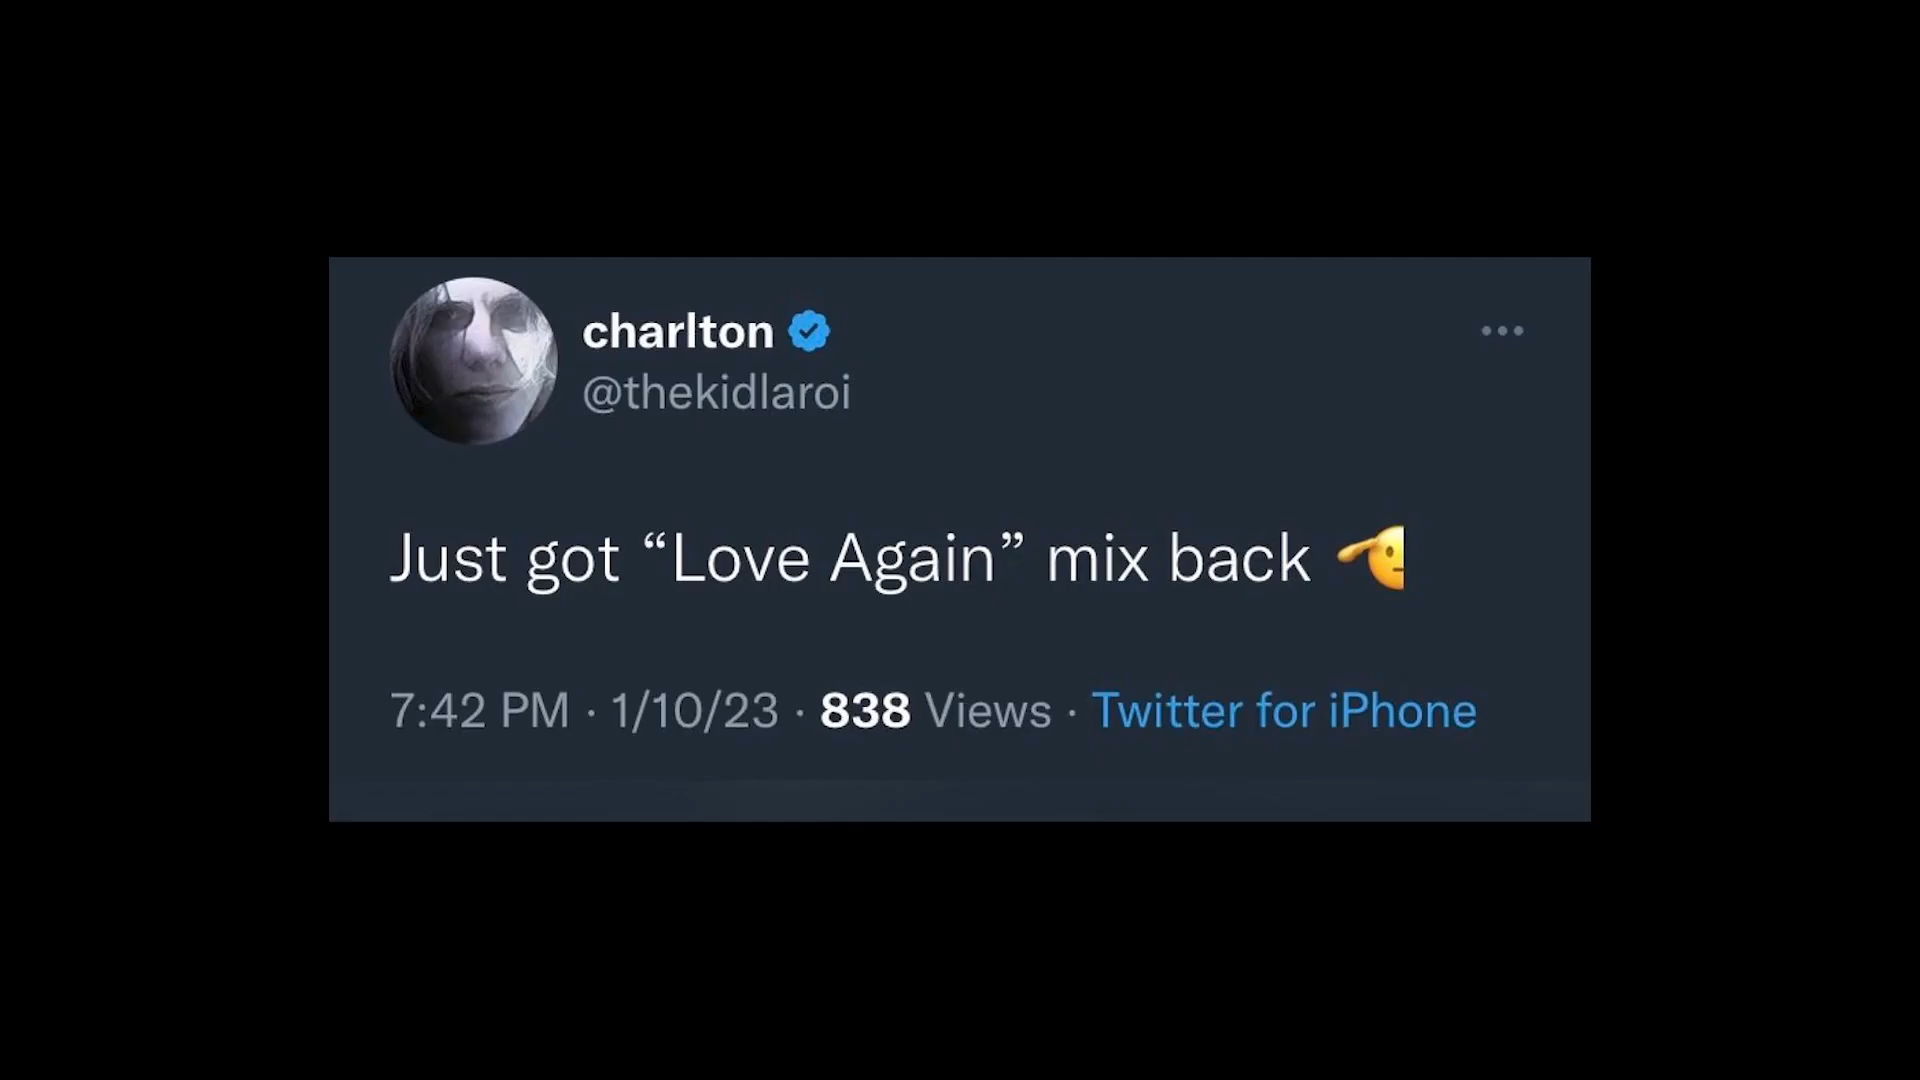 charlton
@thekidlaroi
Just got “Love Again” mix back
7:42 PM · 1/10/23 · 838 Views · Twitter for iPhone